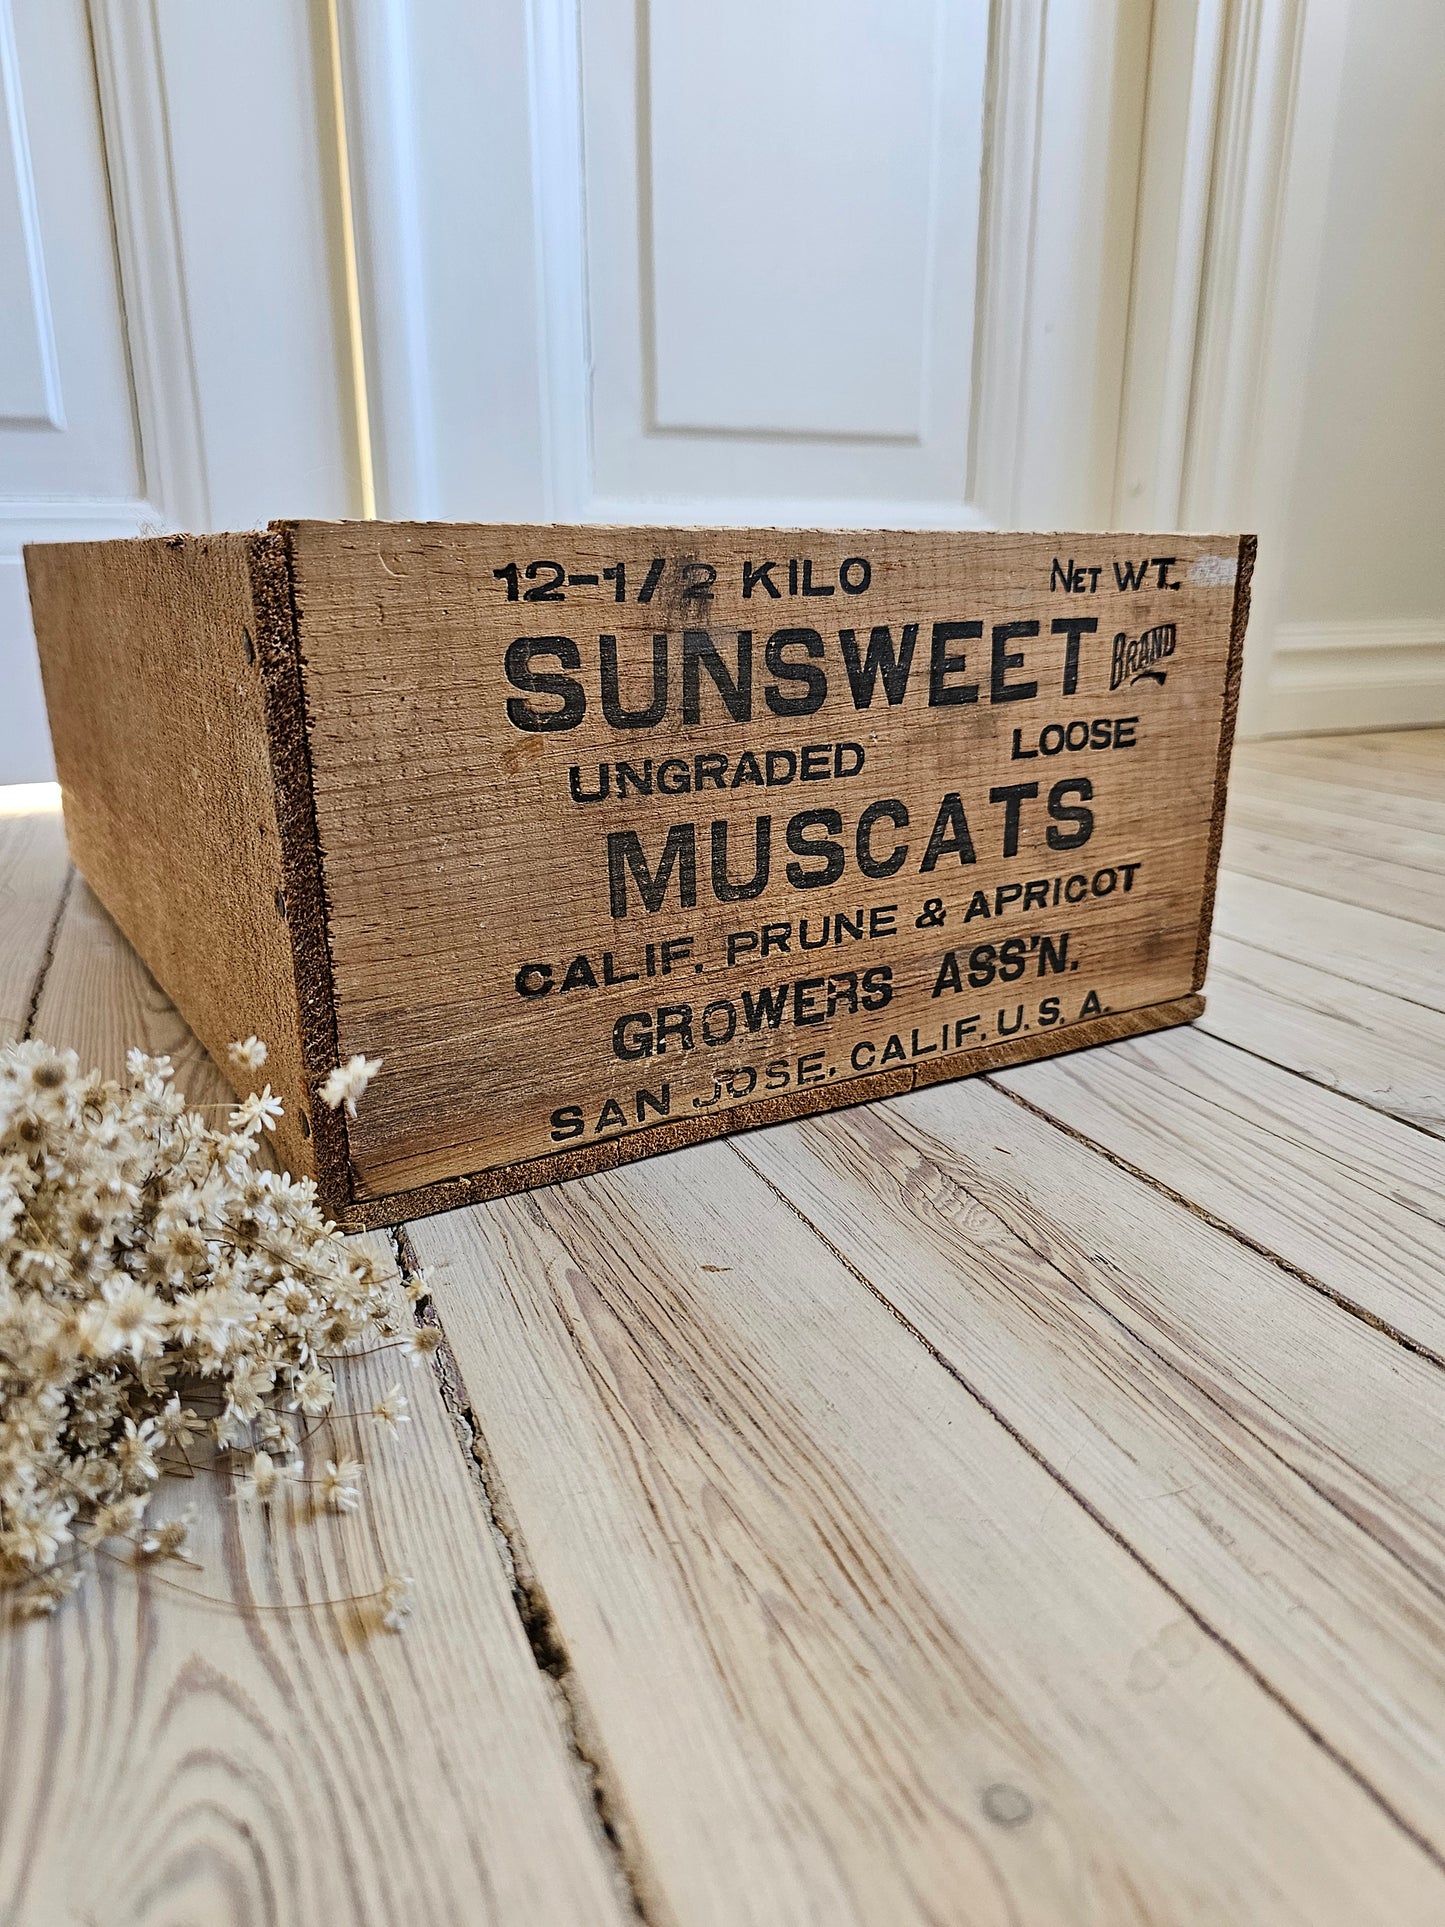 12-1/2 KILO NET WT.
SUNSWEET BRAND
UNGRADED LOOSE
MUSCATS
CALIF. PRUNE & APRICOT
GROWERS ASS'N.
SAN JOSE, CALIF. U. S. A.